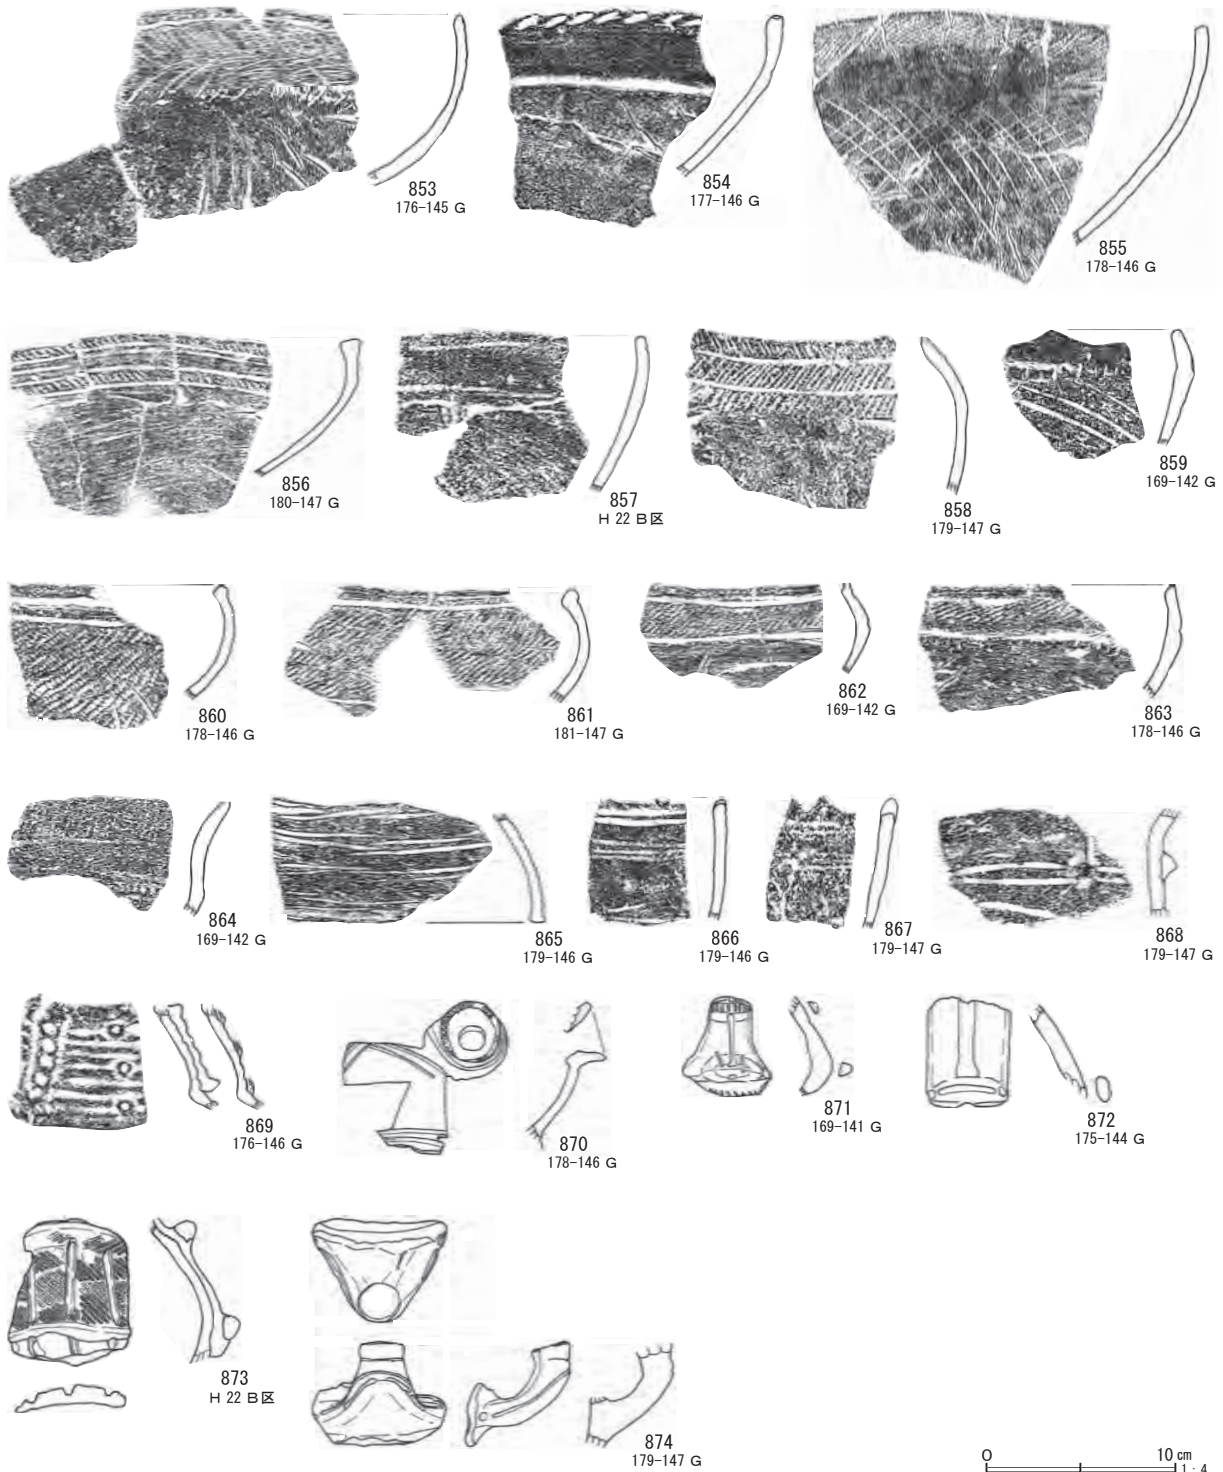 853
176-145 G
854
177-146 G
855
178-146 G
856
180-147 G
857
H 22 B区
858
179-147 G
859
169-142 G
860
178-146 G
861
181-147 G
862
169-142 G
863
178-146 G
864
169-142 G
865
179-146 G
866
179-146 G
867
179-147 G
868
179-147 G
869
176-146 G
870
178-146 G
871
169-141 G
872
175-144 G
873
H 22 B区
874
179-147 G
0 10 cm
1:4